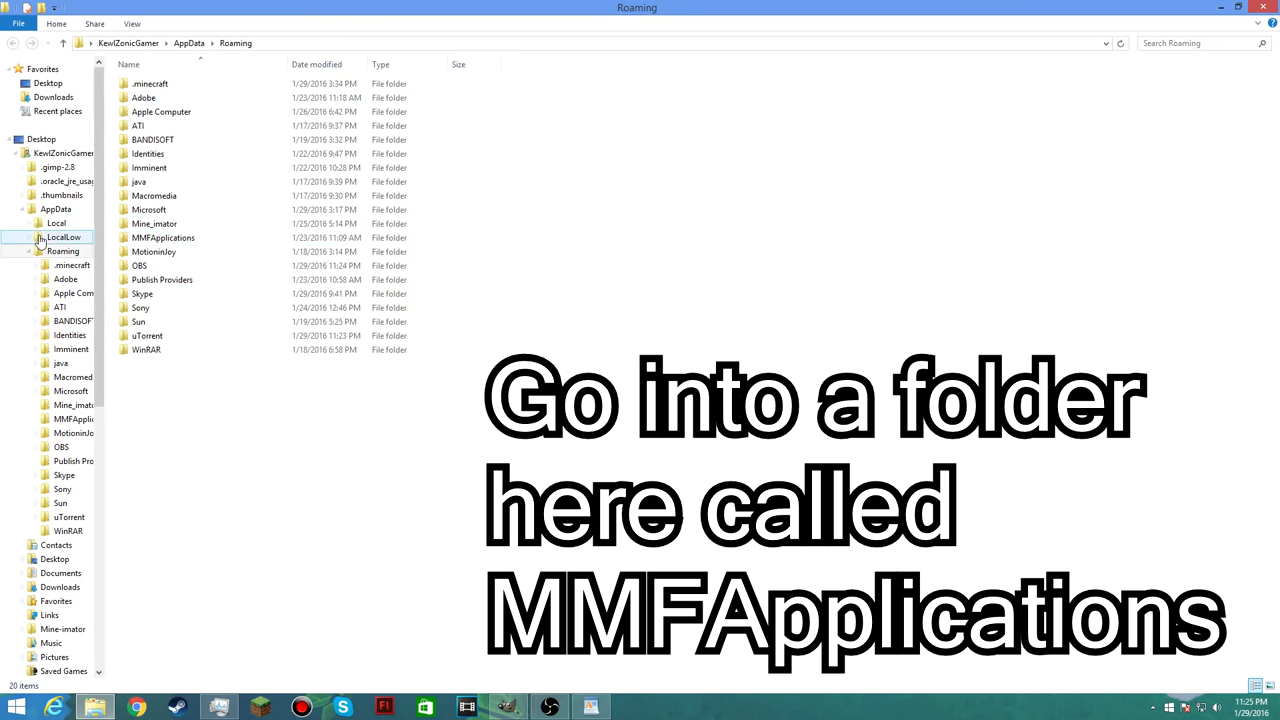 Roaming
File
Home
Share
View
KewlZonicGamer
AppData
Roaming
Search Roaming
Favorites
Desktop
Downloads
Recent places
Desktop
KewlZonicGamer
.gimp-2.8
.oracle_jre_usag
.thumbnails
AppData
Local
LocalLow
Roaming
.minecraft
Adobe
Apple Com
ATI
BANDISOFT
Identities
Imminent
java
Macromed
Microsoft
Mine_imato
MMFApplic
MotioninJo
OBS
Publish Pro
Skype
Sony
Sun
uTorrent
WinRAR
Contacts
Desktop
Documents
Downloads
Favorites
Links
Mine-imator
Music
Pictures
Saved Games
Name Date modified Type Size
.minecraft 1/29/2016 3:34 PM File folder
Adobe 1/23/2016 11:18 AM File folder
Apple Computer 1/26/2016 6:42 PM File folder
ATI 1/17/2016 9:37 PM File folder
BANDISOFT 1/19/2016 3:32 PM File folder
Identities 1/22/2016 9:47 PM File folder
Imminent 1/22/2016 10:28 PM File folder
java 1/17/2016 9:39 PM File folder
Macromedia 1/17/2016 9:30 PM File folder
Microsoft 1/29/2016 3:17 PM File folder
Mine_imator 1/25/2016 5:14 PM File folder
MMFApplications 1/23/2016 11:09 AM File folder
MotioninJoy 1/18/2016 3:14 PM File folder
OBS 1/29/2016 11:24 PM File folder
Publish Providers 1/23/2016 10:58 AM File folder
Skype 1/29/2016 9:41 PM File folder
Sony 1/24/2016 12:46 PM File folder
Sun 1/19/2016 5:25 PM File folder
uTorrent 1/29/2016 11:23 PM File folder
WinRAR 1/18/2016 6:58 PM File folder
Go into a folder
here called
MMFApplications
20 items
11:25 PM
1/29/2016